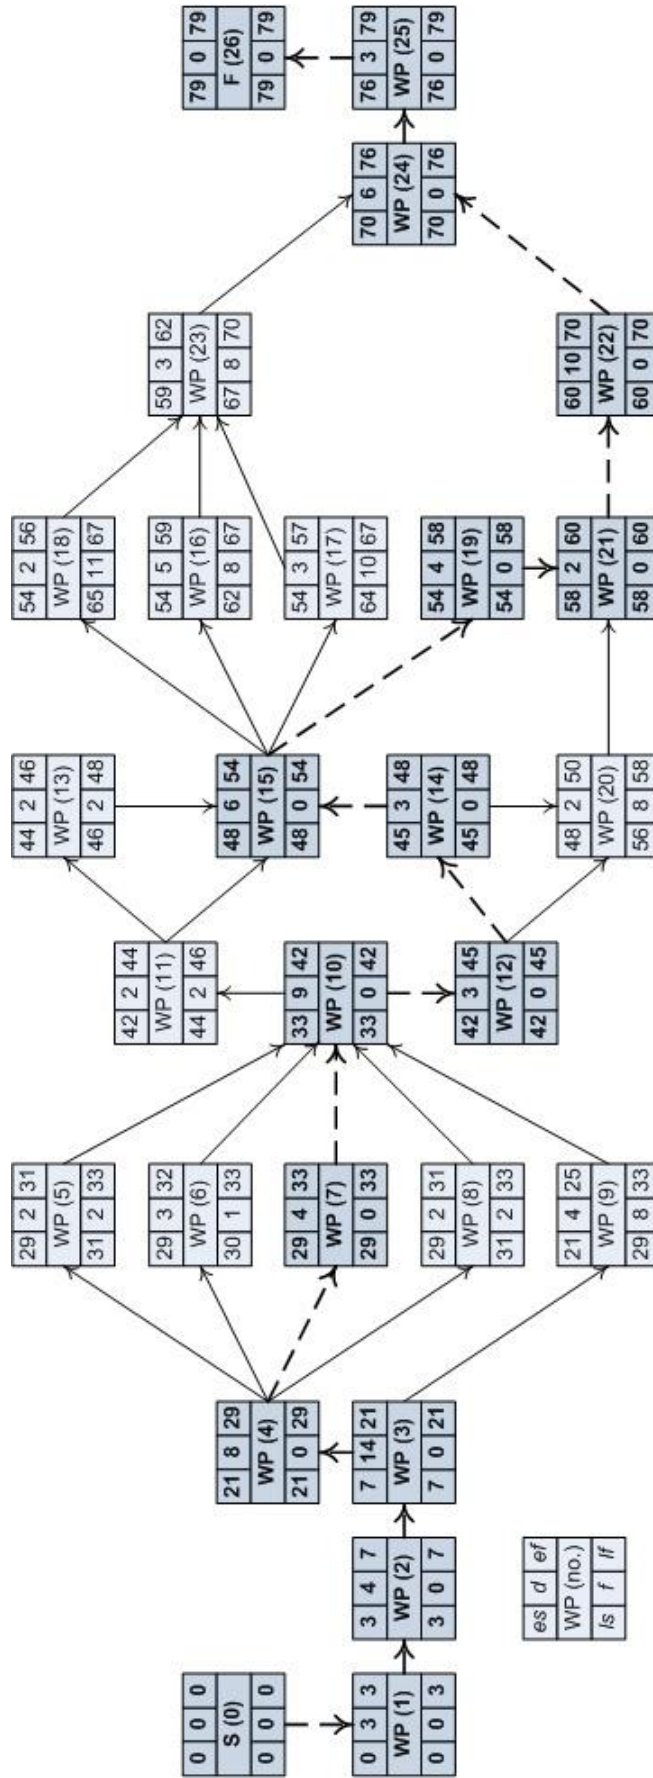 0 0 0
S (0)
0 0 0
0 3 3
WP (1)
0 0 3
3 4 7
WP (2)
3 0 7
7 14 21
WP (3)
7 0 21
21 8 29
WP (4)
21 0 29
29 2 31
WP (5)
31 2 33
29 3 32
WP (6)
30 1 33
29 4 33
WP (7)
29 0 33
29 2 31
WP (8)
31 2 33
21 4 25
WP (9)
29 8 33
33 9 42
WP (10)
33 0 42
42 2 44
WP (11)
44 2 46
42 3 45
WP (12)
42 0 45
44 2 46
WP (13)
46 2 48
45 3 48
WP (14)
45 0 48
48 6 54
WP (15)
48 0 54
48 2 50
WP (20)
56 8 58
54 2 56
WP (18)
65 11 67
54 5 59
WP (16)
62 8 67
54 3 57
WP (17)
64 10 67
54 4 58
WP (19)
54 0 58
58 2 60
WP (21)
58 0 60
59 3 62
WP (23)
67 8 70
60 10 70
WP (22)
60 0 70
70 6 76
WP (24)
70 0 76
76 3 79
WP (25)
76 0 79
79 0 79
F (26)
79 0 79
es d ef
WP (no.)
ls f lf